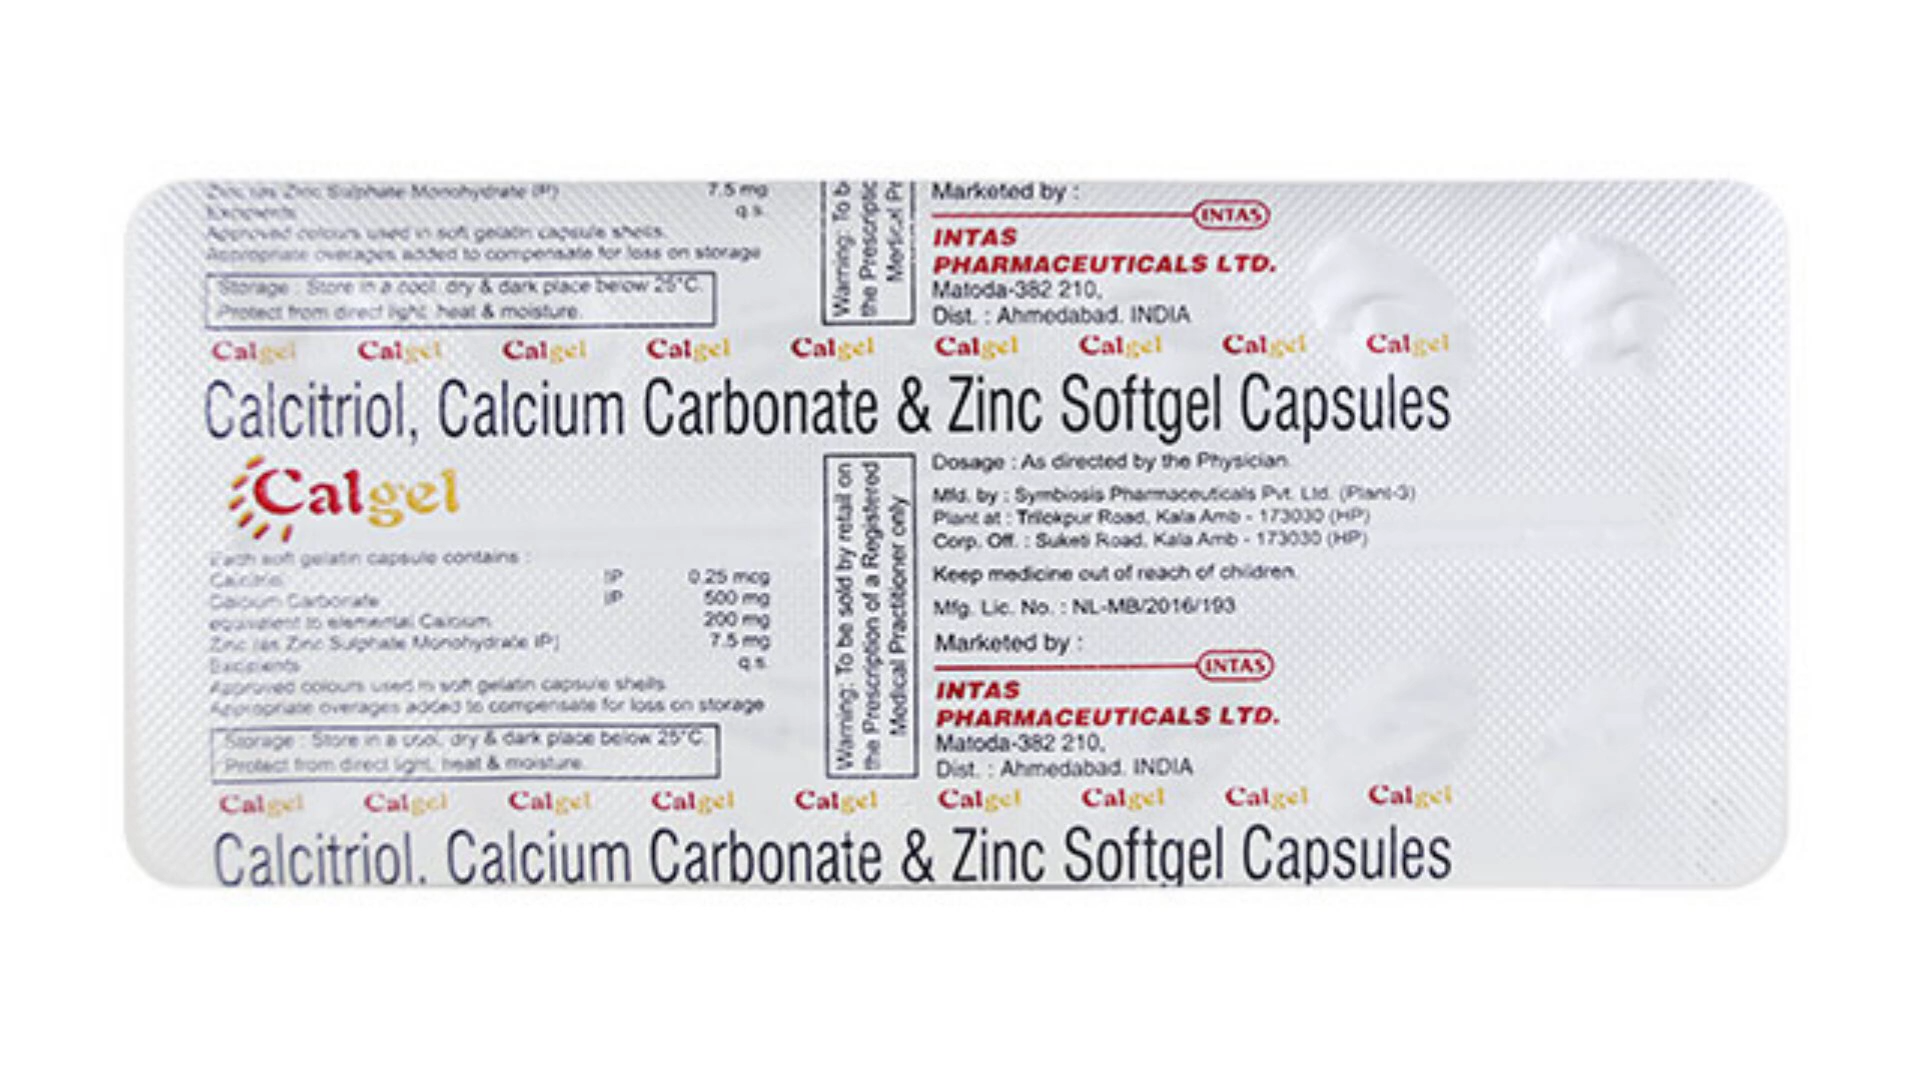 Zinc (as Zinc Sulphate Monohydrate IP) 7.5 mg
Excipients q.s.
Approved colours used in soft gelatin capsule shells.
Appropriate overages added to compensate for loss on storage
Storage : Store in a cool, dry & dark place below 25°C.
Protect from direct light, heat & moisture.
Warning: To b
the Prescriptio
Medical Pr
Marketed by :
INTAS
INTAS
PHARMACEUTICALS LTD.
Matoda-382 210,
Dist. : Ahmedabad. INDIA
Calgel Calgel Calgel Calgel Calgel Calgel Calgel Calgel Calgel
Calcitriol, Calcium Carbonate & Zinc Softgel Capsules
Calgel
Each soft gelatin capsule contains :
Calcitriol IP 0.25 mcg
Calcium Carbonate IP 500 mg
equivalent to elemental Calcium 200 mg
Zinc (as Zinc Sulphate Monohydrate IP) 7.5 mg
Excipients q.s.
Approved colours used in soft gelatin capsule shells
Appropriate overages added to compensate for loss on storage
Storage : Store in a cool, dry & dark place below 25°C.
Protect from direct light, heat & moisture.
Warning: To be sold by retail on
the Prescription of a Registered
Medical Practitioner only
Dosage : As directed by the Physician.
Mfd. by : Symbiosis Pharmaceuticals Pvt. Ltd. (Plant-3)
Plant at : Trilokpur Road, Kala Amb - 173030 (HP)
Corp. Off. : Suketi Road, Kala Amb - 173030 (HP)
Keep medicine out of reach of children.
Mfg. Lic. No. : NL-MB/2016/193
Marketed by :
INTAS
INTAS
PHARMACEUTICALS LTD.
Matoda-382 210,
Dist. : Ahmedabad. INDIA
Calgel Calgel Calgel Calgel Calgel Calgel Calgel Calgel Calgel
Calcitriol, Calcium Carbonate & Zinc Softgel Capsules